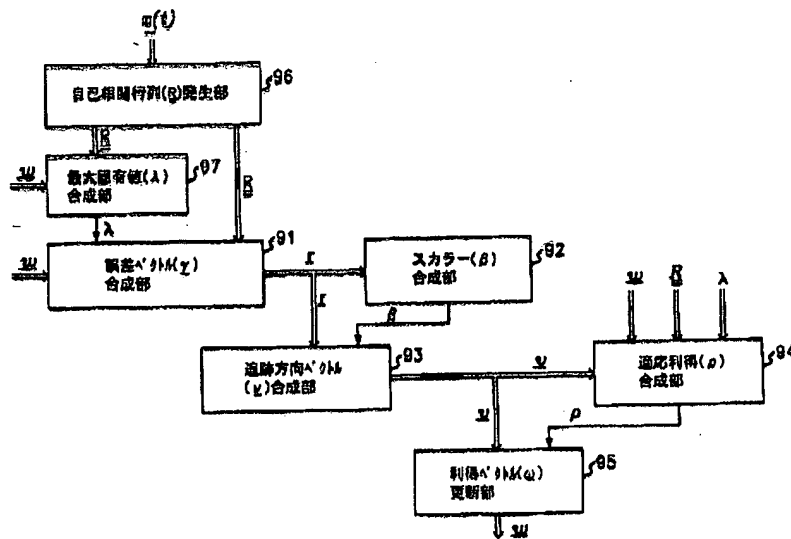 x(t)
自己相関行列(R)発生部
96
R
w
最大固有値(λ)
合成部
97
R
λ
w
誤差ベクトル(γ)
合成部
91
r
r
スカラー(β)
合成部
92
β
w
R
λ
追跡方向ベクトル
(v)合成部
93
v
v
適応利得(ρ)
合成部
94
ρ
利得ベクトル(ω)
更新部
95
w